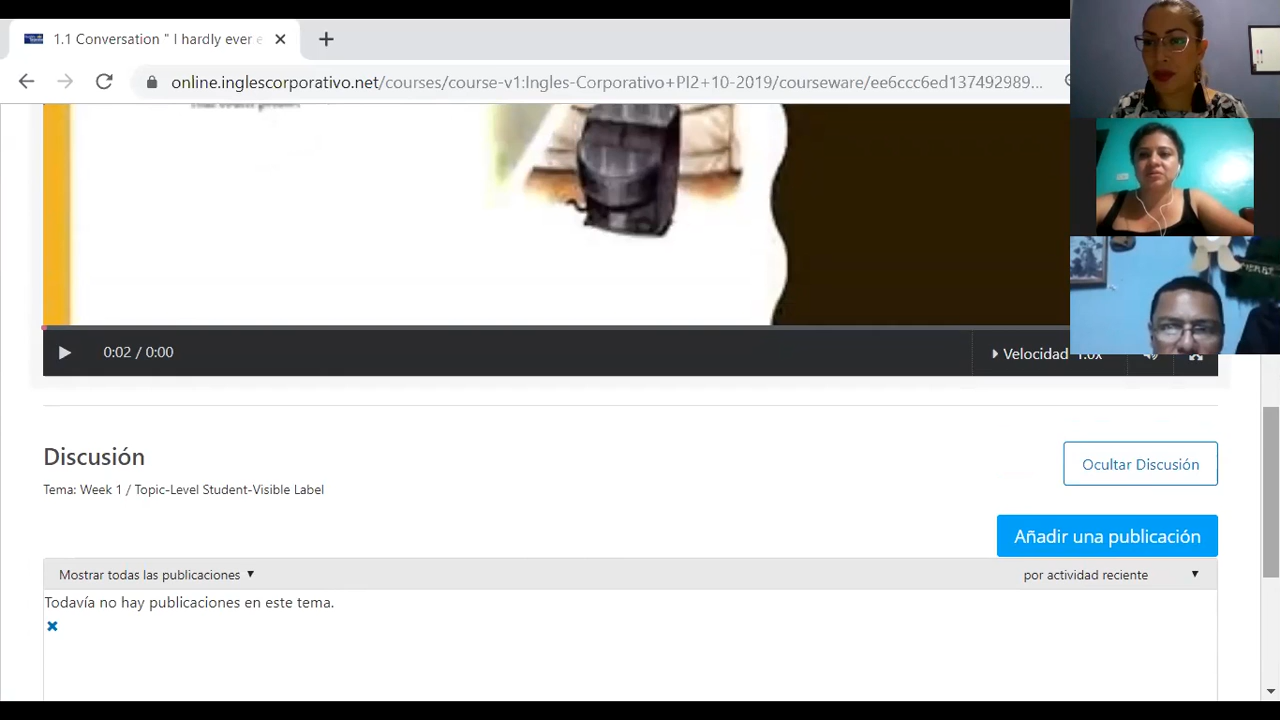 1.1 Conversation " I hardly ever e
online.inglescorporativo.net/courses/course-v1:Ingles-Corporativo+PI2+10-2019/courseware/ee6ccc6ed137492989...
0:02 / 0:00
Velocidad 1.0x
Discusión
Ocultar Discusión
Tema: Week 1 / Topic-Level Student-Visible Label
Añadir una publicación
Mostrar todas las publicaciones
por actividad reciente
Todavía no hay publicaciones en este tema.